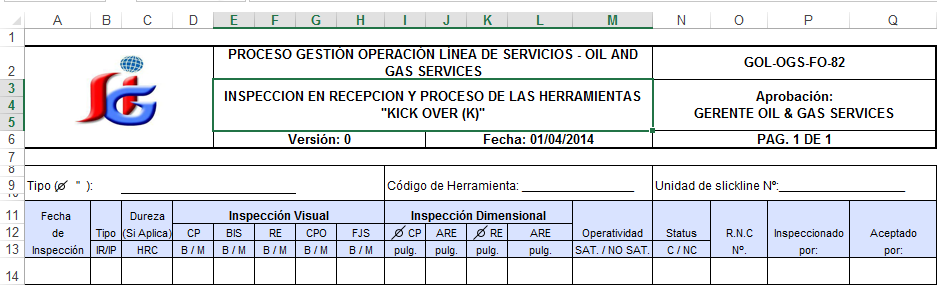 A B C D E F G H I J K L M N O P Q
1
2 PROCESO GESTIÓN OPERACIÓN LÍNEA DE SERVICIOS - OIL AND
GAS SERVICES GOL-OGS-FO-82
3 INSPECCION EN RECEPCION Y PROCESO DE LAS HERRAMIENTAS Aprobación:
4 "KICK OVER (K)" GERENTE OIL & GAS SERVICES
5
6 Versión: 0 Fecha: 01/04/2014 PAG. 1 DE 1
7
8
9 Tipo (Ø " ): Código de Herramienta: Unidad de slickline Nº:
10
11 Fecha Dureza Inspección Visual Inspección Dimensional
12 de Tipo (Si Aplica) CP BIS RE CPO FJS Ø CP ARE Ø RE ARE Operatividad Status R.N.C Inspeccionado Aceptado
13 Inspección IR/IP HRC B / M B / M B / M B / M B / M pulg. pulg. pulg. pulg. SAT. / NO SAT. C / NC Nº. por: por:
14